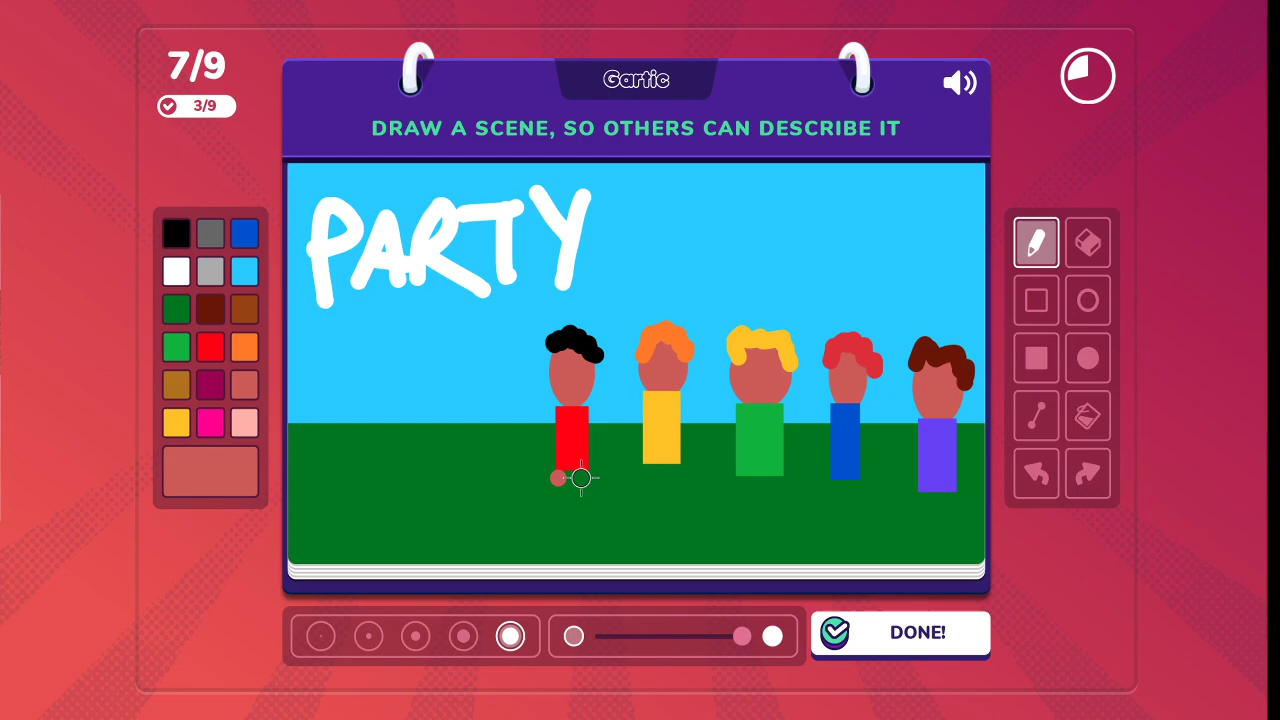 7/9
3/9
Gartic
DRAW A SCENE, SO OTHERS CAN DESCRIBE IT
PARTY
DONE!